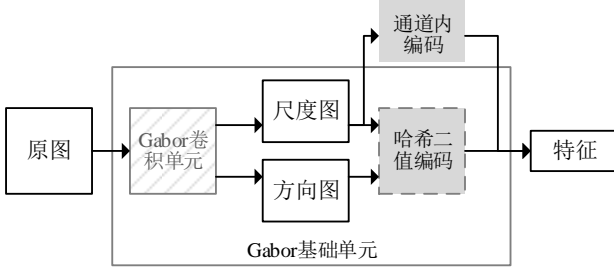 通道内
编码
原图
Gabor卷
积单元
尺度图
方向图
哈希二
值编码
特征
Gabor基础单元